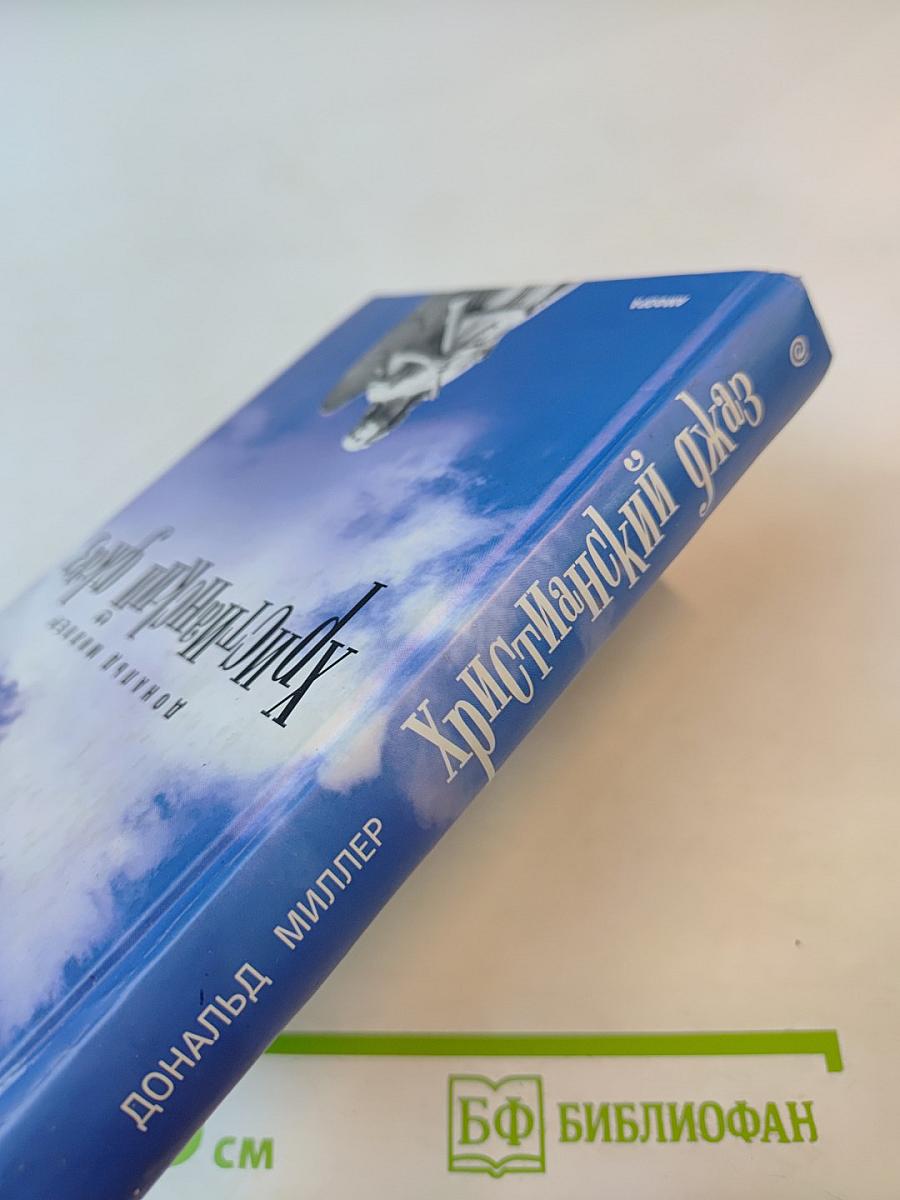 Христианский джаз
ДОНАЛЬД МИЛЛЕР
Христианский джаз
ДОНАЛЬД МИЛЛЕР
СМ
БФ БИБЛИОФАН